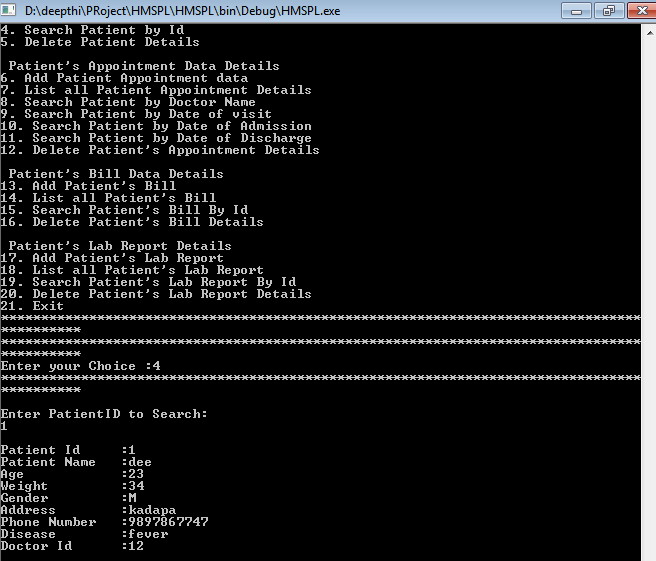 D:\deepthi\PRoject\HMSPL\HMSPL\bin\Debug\HMSPL.exe
4. Search Patient by Id
5. Delete Patient Details
Patient's Appointment Data Details
6. Add Patient Appointment data
7. List all Patient Appointment Details
8. Search Patient by Doctor Name
9. Search Patient by Date of visit
10. Search Patient by Date of Admission
11. Search Patient by Date of Discharge
12. Delete Patient's Appointment Details
Patient's Bill Data Details
13. Add Patient's Bill
14. List all Patient's Bill
15. Search Patient's Bill By Id
16. Delete Patient's Bill Details
Patient's Lab Report Details
17. Add Patient's Lab Report
18. List all Patient's Lab Report
19. Search Patient's Lab Report By Id
20. Delete Patient's Lab Report Details
21. Exit
********************************************************************************
**********
********************************************************************************
**********
Enter your Choice :4
********************************************************************************
**********
Enter PatientID to Search:
1
Patient Id :1
Patient Name :dee
Age :23
Weight :34
Gender :M
Address :kadapa
Phone Number :9897867747
Disease :fever
Doctor Id :12